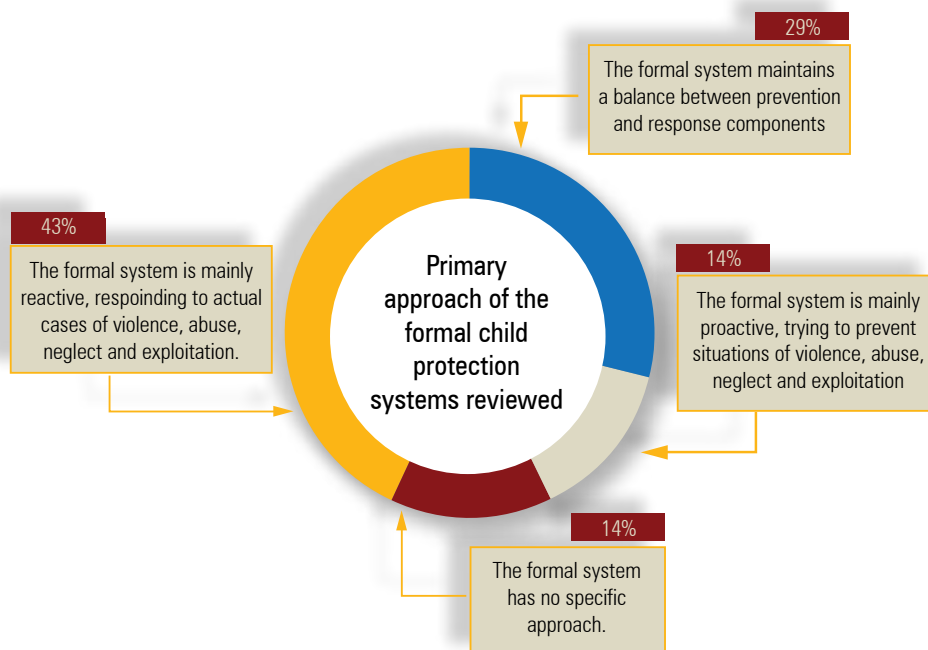 29%
The formal system maintains
a balance between prevention
and response components
43%
The formal system is mainly
reactive, respoinding to actual
cases of violence, abuse,
neglect and exploitation.
Primary
approach of the
formal child
protection
systems reviewed
14%
The formal system is mainly
proactive, trying to prevent
situations of violence, abuse,
neglect and exploitation
14%
The formal system
has no specific
approach.